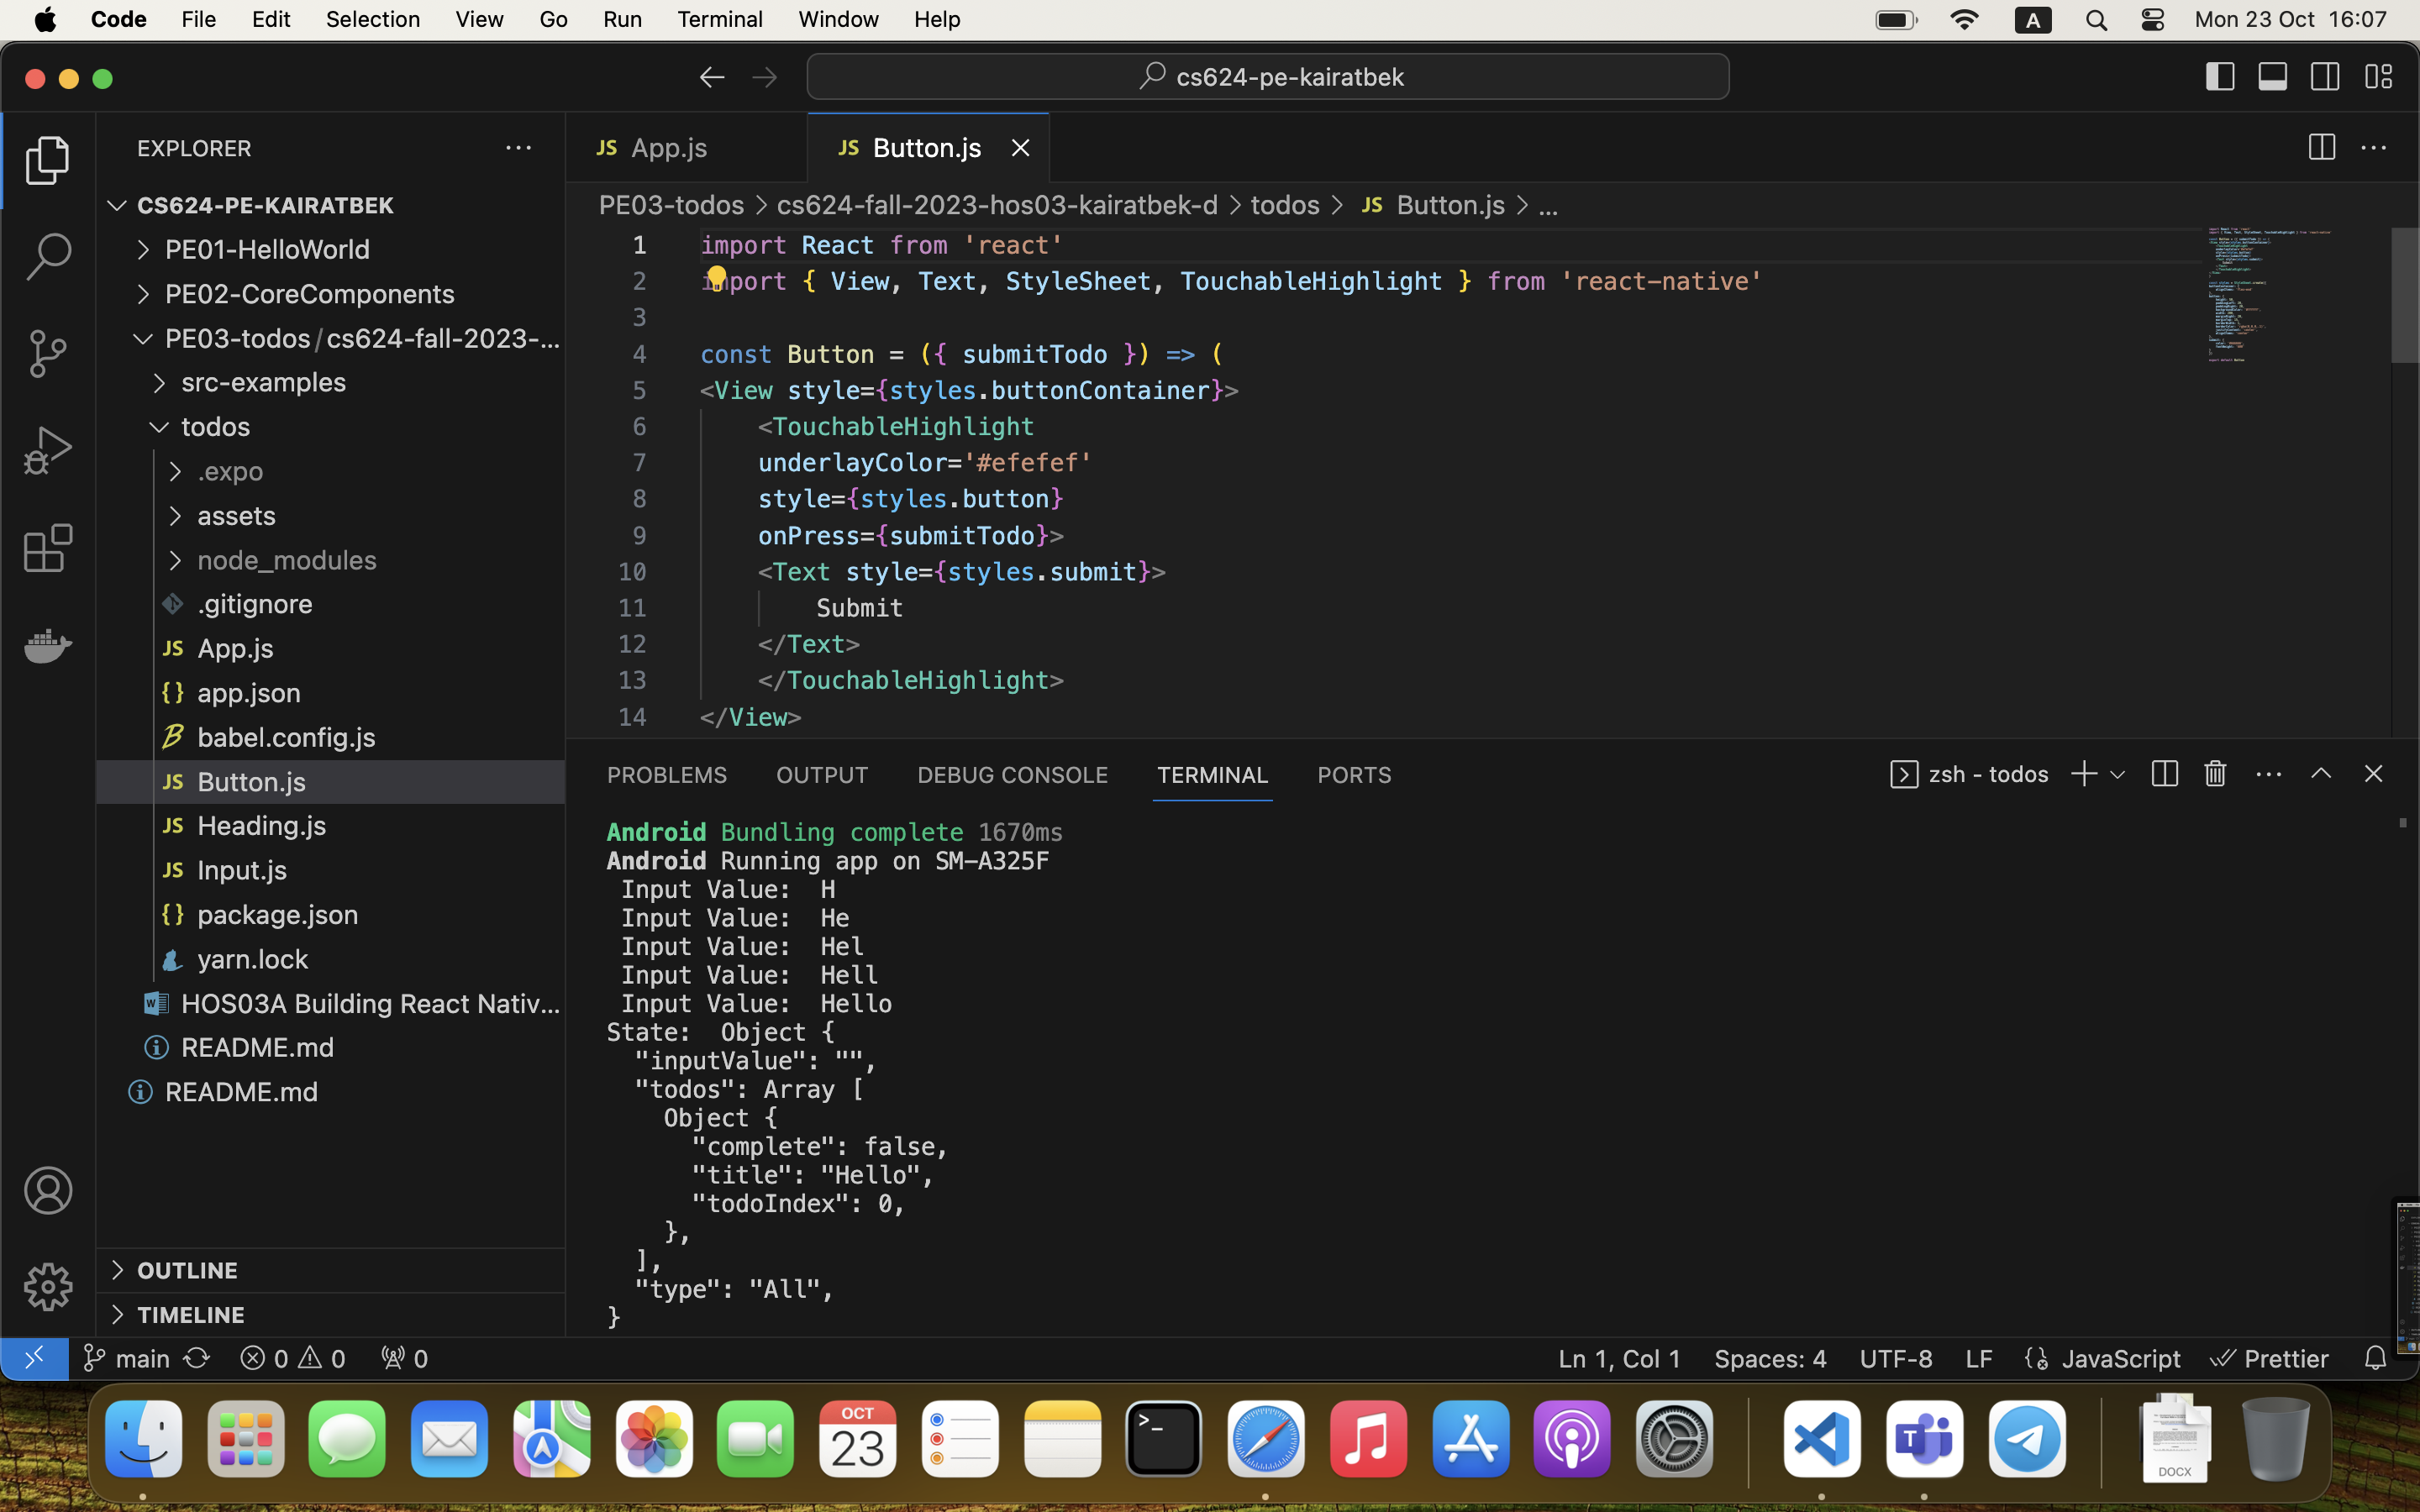 Code File Edit Selection View Go Run Terminal Window Help A Mon 23 Oct 16:07
cs624-pe-kairatbek
EXPLORER
CS624-PE-KAIRATBEK
PE01-HelloWorld
PE02-CoreComponents
PE03-todos/cs624-fall-2023-...
src-examples
todos
.expo
assets
node_modules
.gitignore
JS App.js
{} app.json
babel.config.js
JS Button.js
JS Heading.js
JS Input.js
{} package.json
yarn.lock
HOS03A Building React Nativ...
README.md
README.md
OUTLINE
TIMELINE
JS App.js
JS Button.js
PE03-todos > cs624-fall-2023-hos03-kairatbek-d > todos > JS Button.js > ...
1 import React from 'react'
2 import { View, Text, StyleSheet, TouchableHighlight } from 'react-native'
3
4 const Button = ({ submitTodo }) => (
5 <View style={styles.buttonContainer}>
6 <TouchableHighlight
7 underlayColor='#efefef'
8 style={styles.button}
9 onPress={submitTodo}>
10 <Text style={styles.submit}>
11 Submit
12 </Text>
13 </TouchableHighlight>
14 </View>
PROBLEMS OUTPUT DEBUG CONSOLE TERMINAL PORTS zsh - todos
Android Bundling complete 1670ms
Android Running app on SM-A325F
Input Value:  H
Input Value:  He
Input Value:  Hel
Input Value:  Hell
Input Value:  Hello
State:  Object {
"inputValue": "",
"todos": Array [
Object {
"complete": false,
"title": "Hello",
"todoIndex": 0,
},
],
"type": "All",
}
main 0 0 0 Ln 1, Col 1 Spaces: 4 UTF-8 LF JavaScript Prettier
OCT
23
DOCX